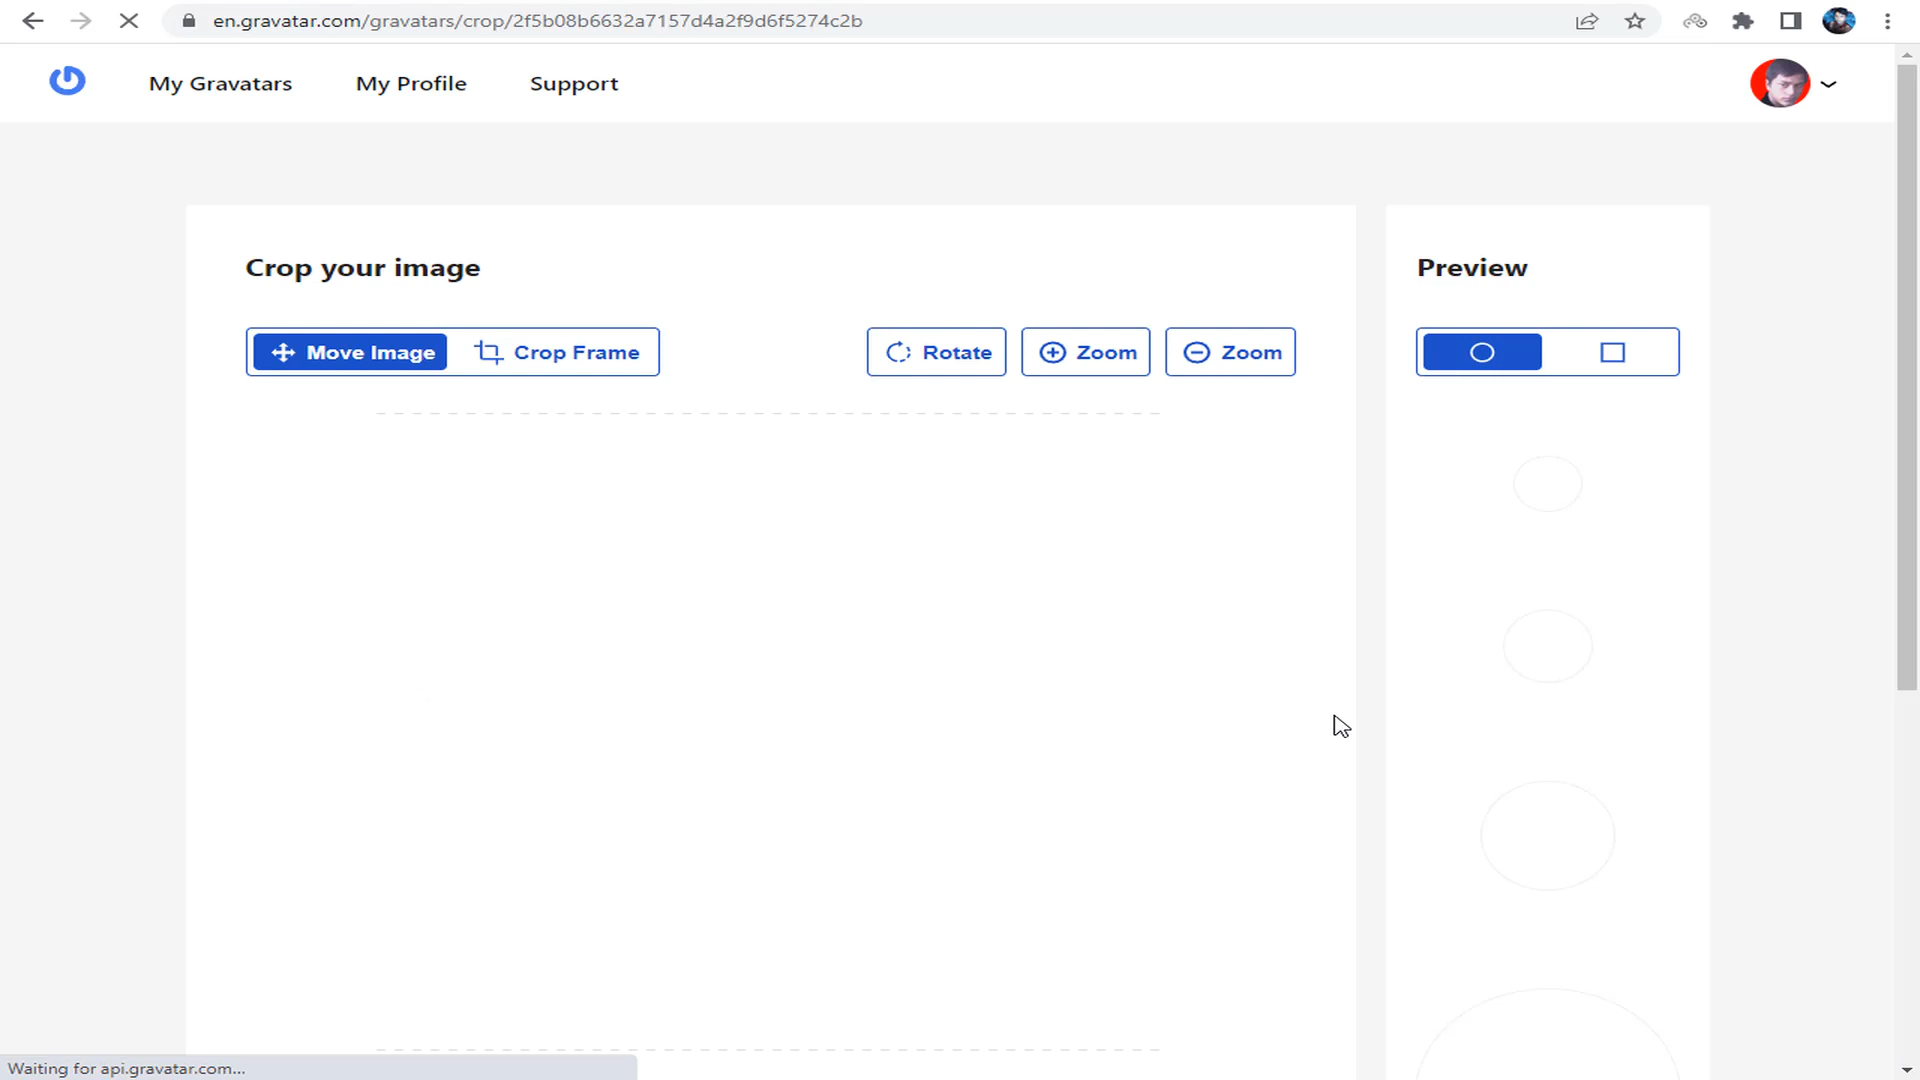 en.gravatar.com/gravatars/crop/2f5b08b6632a7157d4a2f9d6f5274c2b
My Gravatars My Profile Support
Crop your image
Preview
Move Image Crop Frame Rotate Zoom Zoom
Waiting for api.gravatar.com...